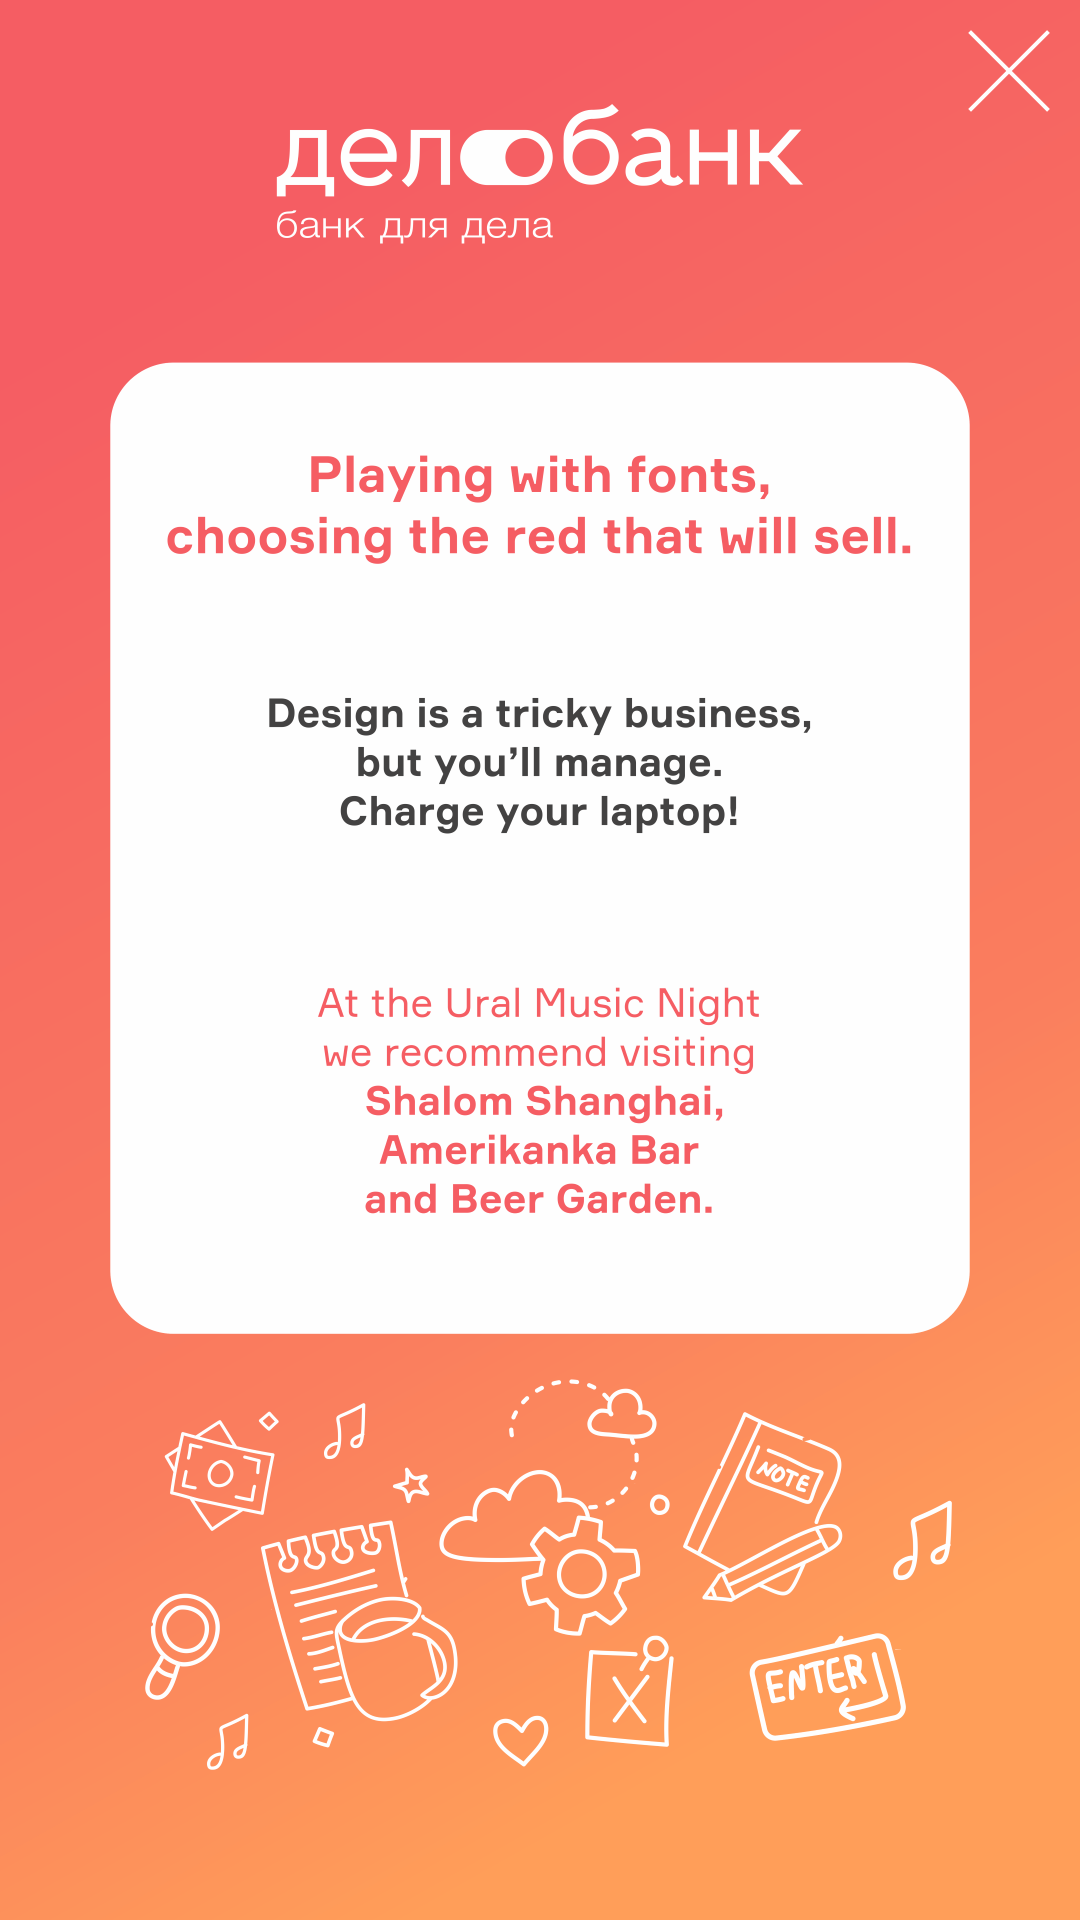 делобанк
банк для дела
Playing with fonts,
choosing the red that will sell.
Design is a tricky business,
but you’ll manage.
Charge your laptop!
At the Ural Music Night
we recommend visiting
Shalom Shanghai,
Amerikanka Bar
and Beer Garden.
NOTE
X
ENTER